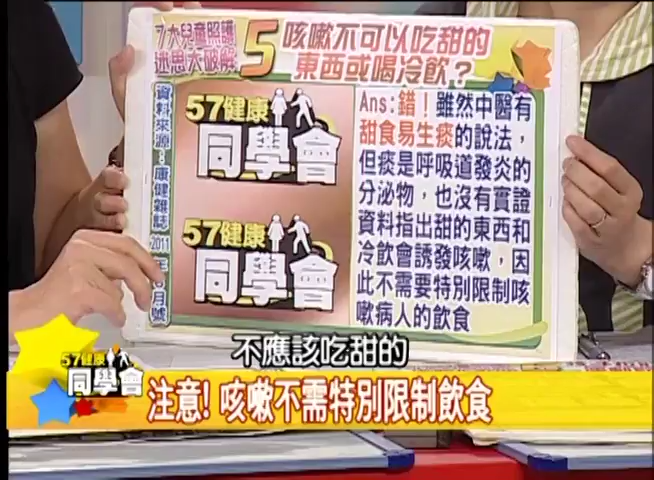 7大兒童照護
迷思大破解
5
咳嗽不可以吃甜的
東西或喝冷飲？
資料來源：康健雜誌 2011年 月號
57健康
同學會
57健康
同學會
Ans:錯！雖然中醫有
甜食易生痰的說法，
但痰是呼吸道發炎的
分泌物，也沒有實證
資料指出甜的東西和
冷飲會誘發咳嗽，因
此不需要特別限制咳
嗽病人的飲食
不應該吃甜的
57健康
同學會
注意！咳嗽不需特別限制飲食